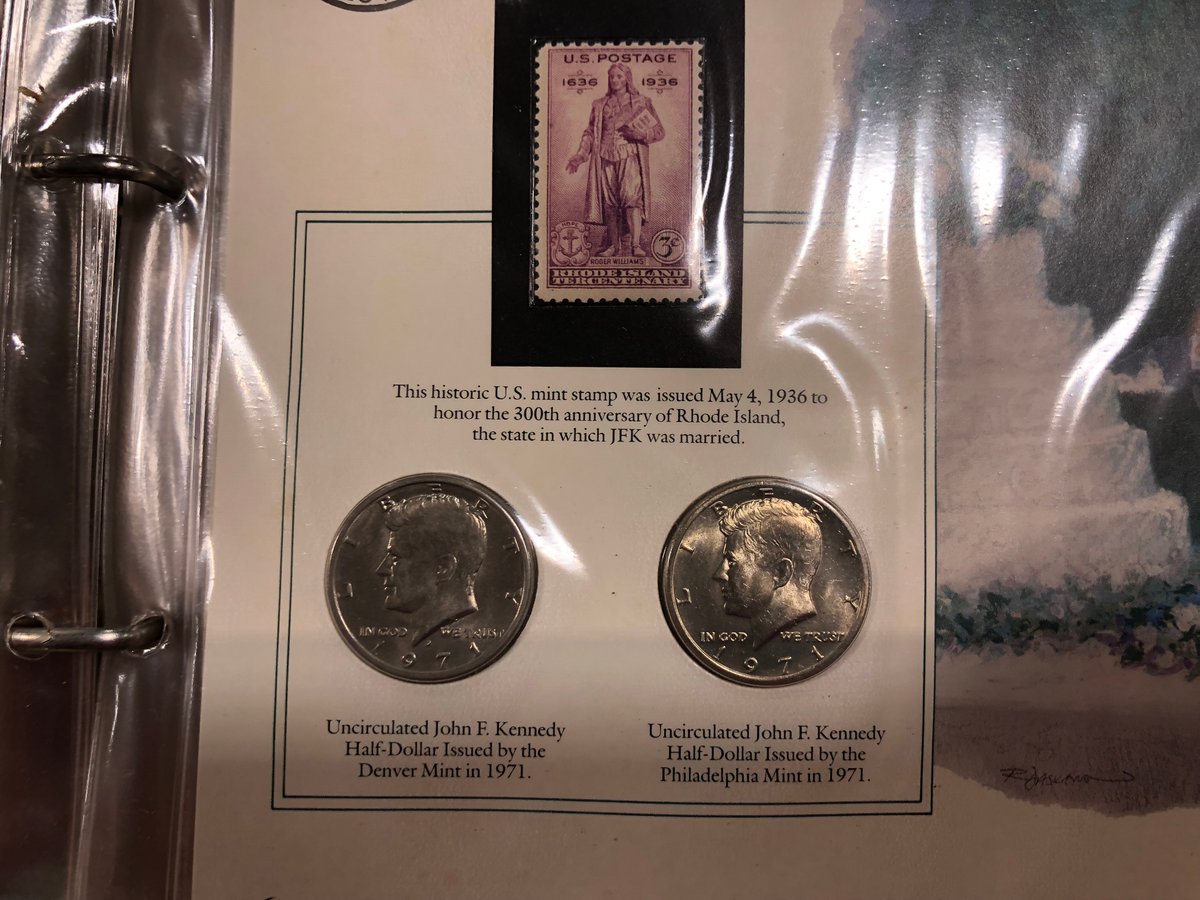 U.S. POSTAGE
1636 1936
3¢
ROGER WILLIAMS
RHODE ISLAND
TERCENTENARY
This historic U.S. mint stamp was issued May 4, 1936 to
honor the 300th anniversary of Rhode Island,
the state in which JFK was married.
LIBERTY
IN GOD WE TRUST
1971
LIBERTY
IN GOD WE TRUST
1971
Uncirculated John F. Kennedy
Half-Dollar Issued by the
Denver Mint in 1971.
Uncirculated John F. Kennedy
Half-Dollar Issued by the
Philadelphia Mint in 1971.